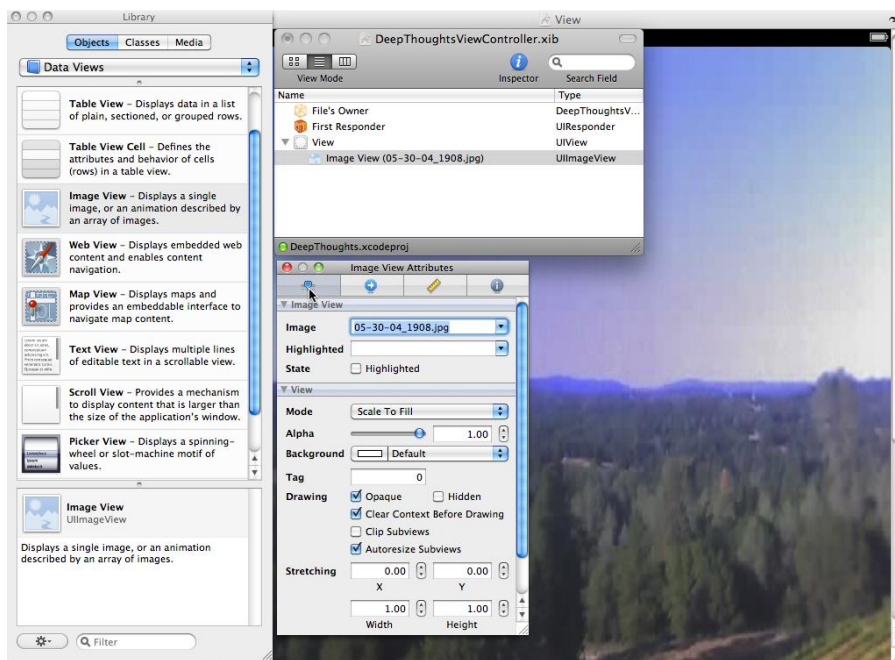 Library
Objects Classes Media
Data Views
Table View – Displays data in a list
of plain, sectioned, or grouped rows.
Table View Cell – Defines the
attributes and behavior of cells
(rows) in a table view.
Image View – Displays a single
image, or an animation described by
an array of images.
Web View – Displays embedded web
content and enables content
navigation.
Map View – Displays maps and
provides an embeddable interface to
navigate map content.
Text View – Displays multiple lines
of editable text in a scrollable view.
Scroll View – Provides a mechanism
to display content that is larger than
the size of the application's window.
Picker View – Displays a spinning-
wheel or slot-machine motif of
values.
Image View
UIImageView
Displays a single image, or an animation
described by an array of images.
Filter
View
DeepThoughtsViewController.xib
View Mode Inspector Search Field
Name Type
File's Owner DeepThoughtsV...
First Responder UIResponder
View UIView
Image View (05-30-04_1908.jpg) UIImageView
DeepThoughts.xcodeproj
Image View Attributes
Image View
Image 05-30-04_1908.jpg
Highlighted
State Highlighted
View
Mode Scale To Fill
Alpha 1.00
Background Default
Tag 0
Drawing Opaque Hidden
Clear Context Before Drawing
Clip Subviews
Autoresize Subviews
Stretching 0.00 0.00
X Y
1.00 1.00
Width Height